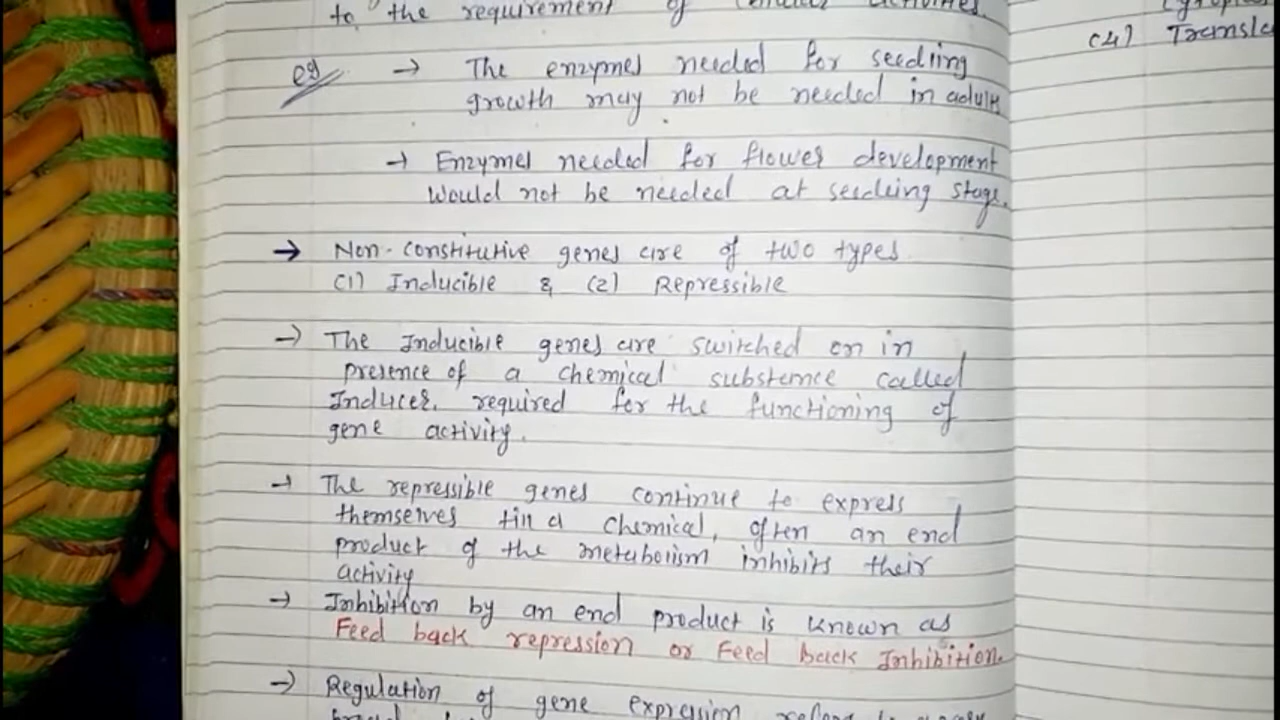 to the requirement of cellular activities.
eg → The enzymes needed for seedling
growth may not be needed in adults
→ Enzymes needed for flower development
would not be needed at seedling stage.
→ Non-constitutive genes are of two types
(1) Inducible & (2) Repressible
→ The Inducible genes are switched on in
presence of a chemical substance called
Inducer. required for the functioning of
gene activity.
→ The repressible genes continue to express
themselves till a chemical, often an end
product of the metabolism inhibits their
activity
→ Inhibition by an end product is known as
Feed back repression or Feed back Inhibition.
→ Regulation of gene expression
(4)